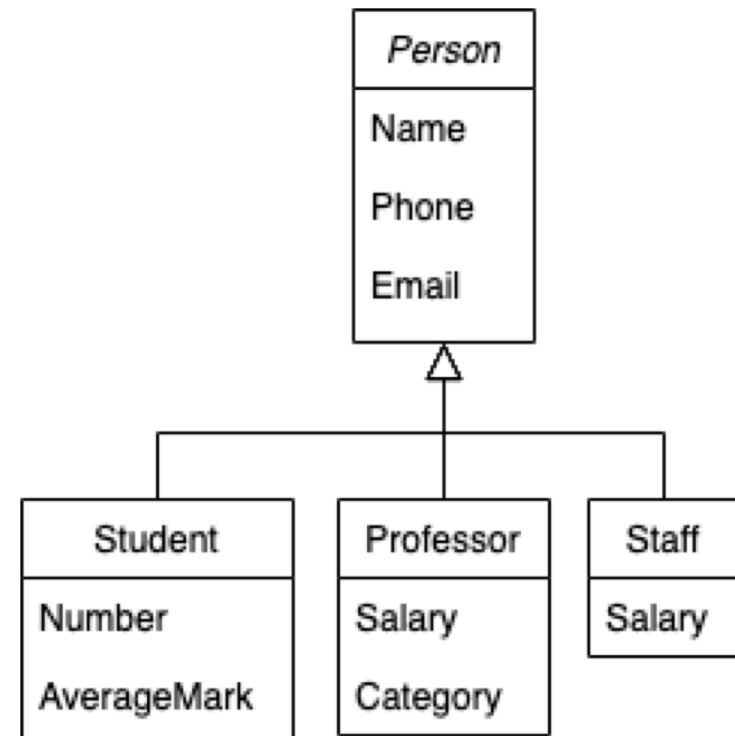 Person
Name
Phone
Email
Student
Number
AverageMark
Professor
Salary
Category
Staff
Salary